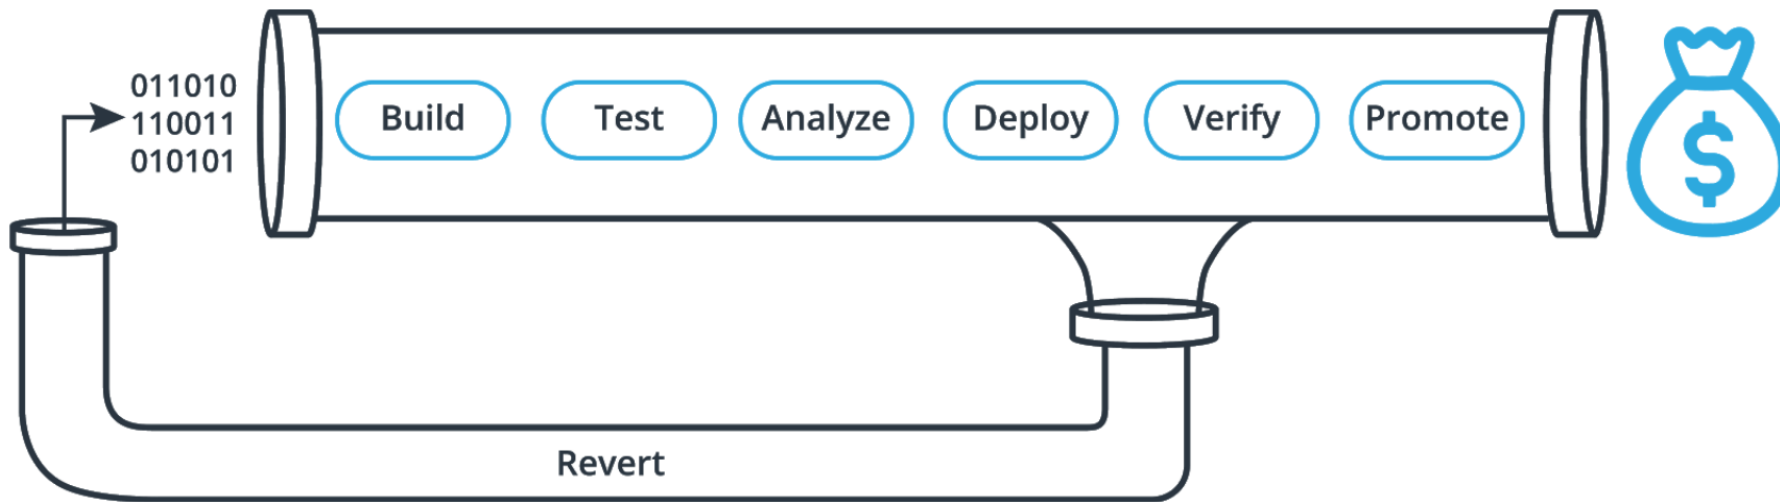 011010
110011
010101
Build Test Analyze Deploy Verify Promote
$
Revert